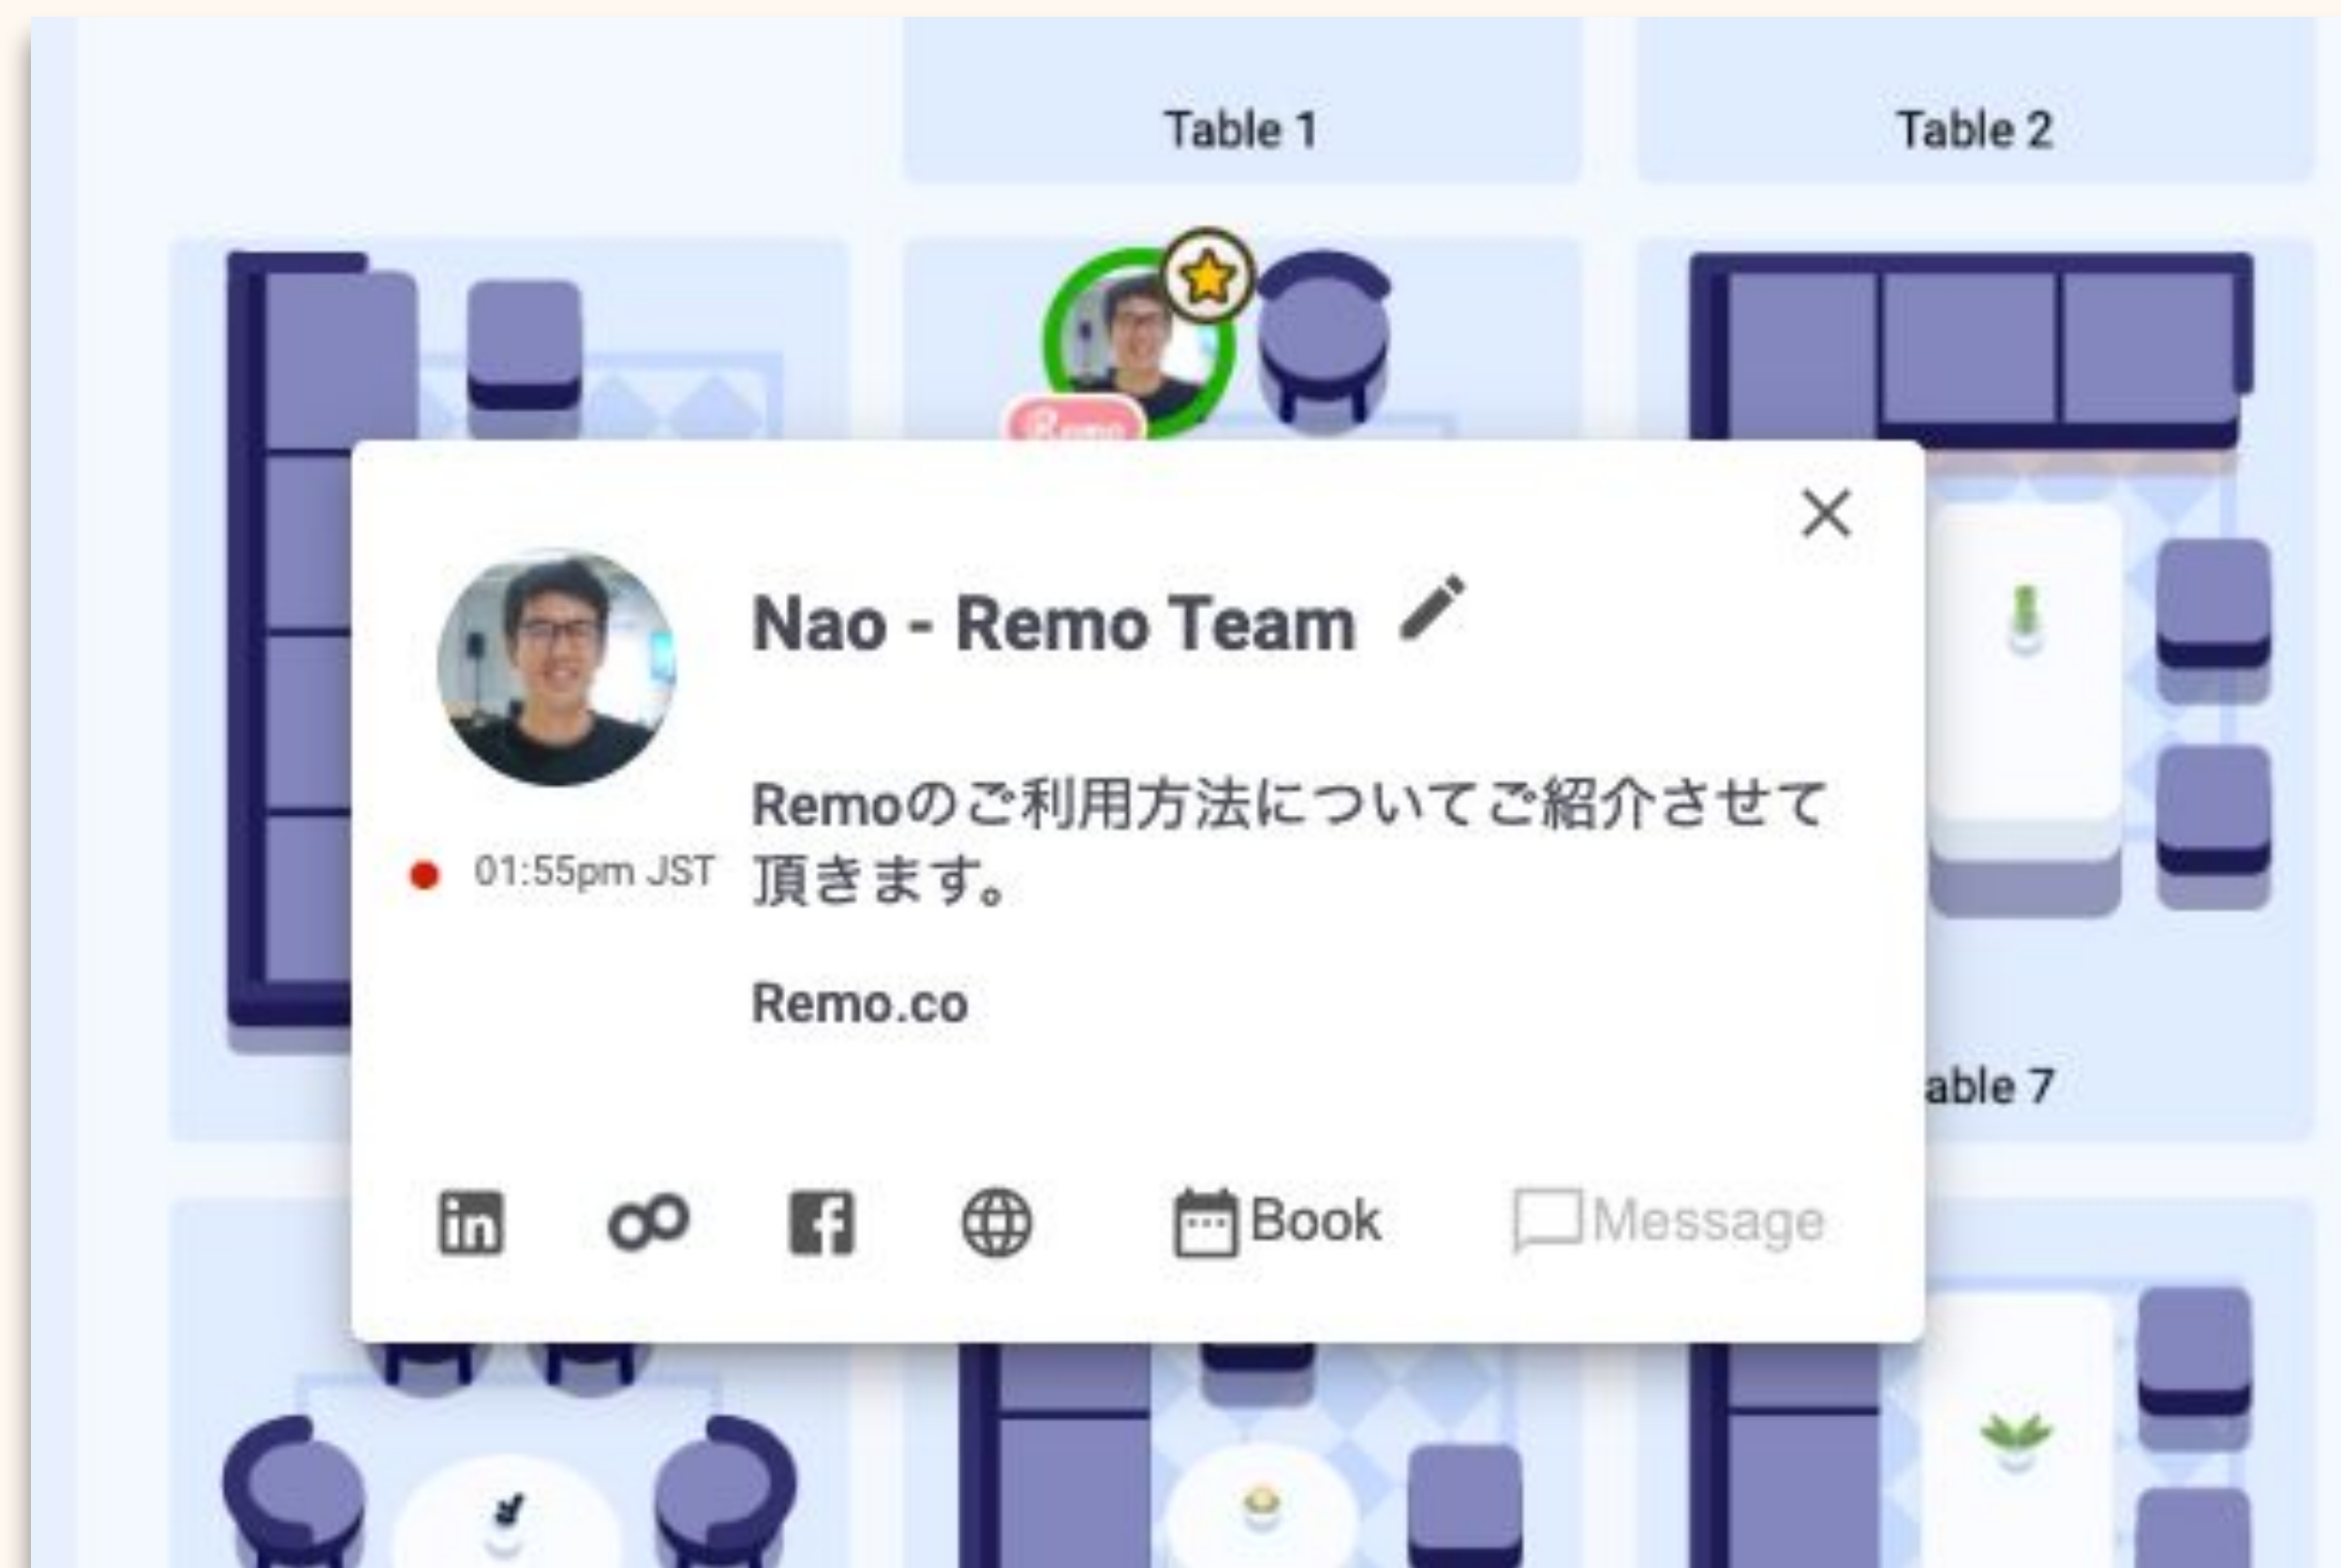 Table 1
Table 2
Remo
Nao - Remo Team
Remoのご利用方法についてご紹介させて
頂きます。
01:55pm JST
Remo.co
able 7
in
f
Book
Message